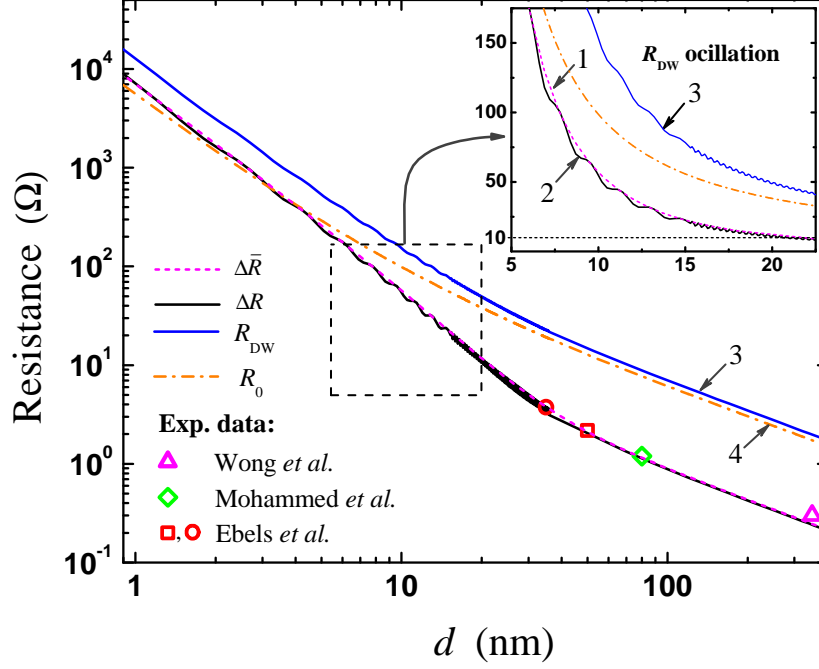 Resistance (Ω)
10^4
10^3
10^2
10^1
10^0
10^-1
1
10
100
d (nm)
ΔR̄
ΔR
R_DW
R_0
Exp. data:
Wong et al.
Mohammed et al.
, Ebels et al.
3
4
R_DW ocillation
150
100
50
10
5
10
15
20
1
2
3